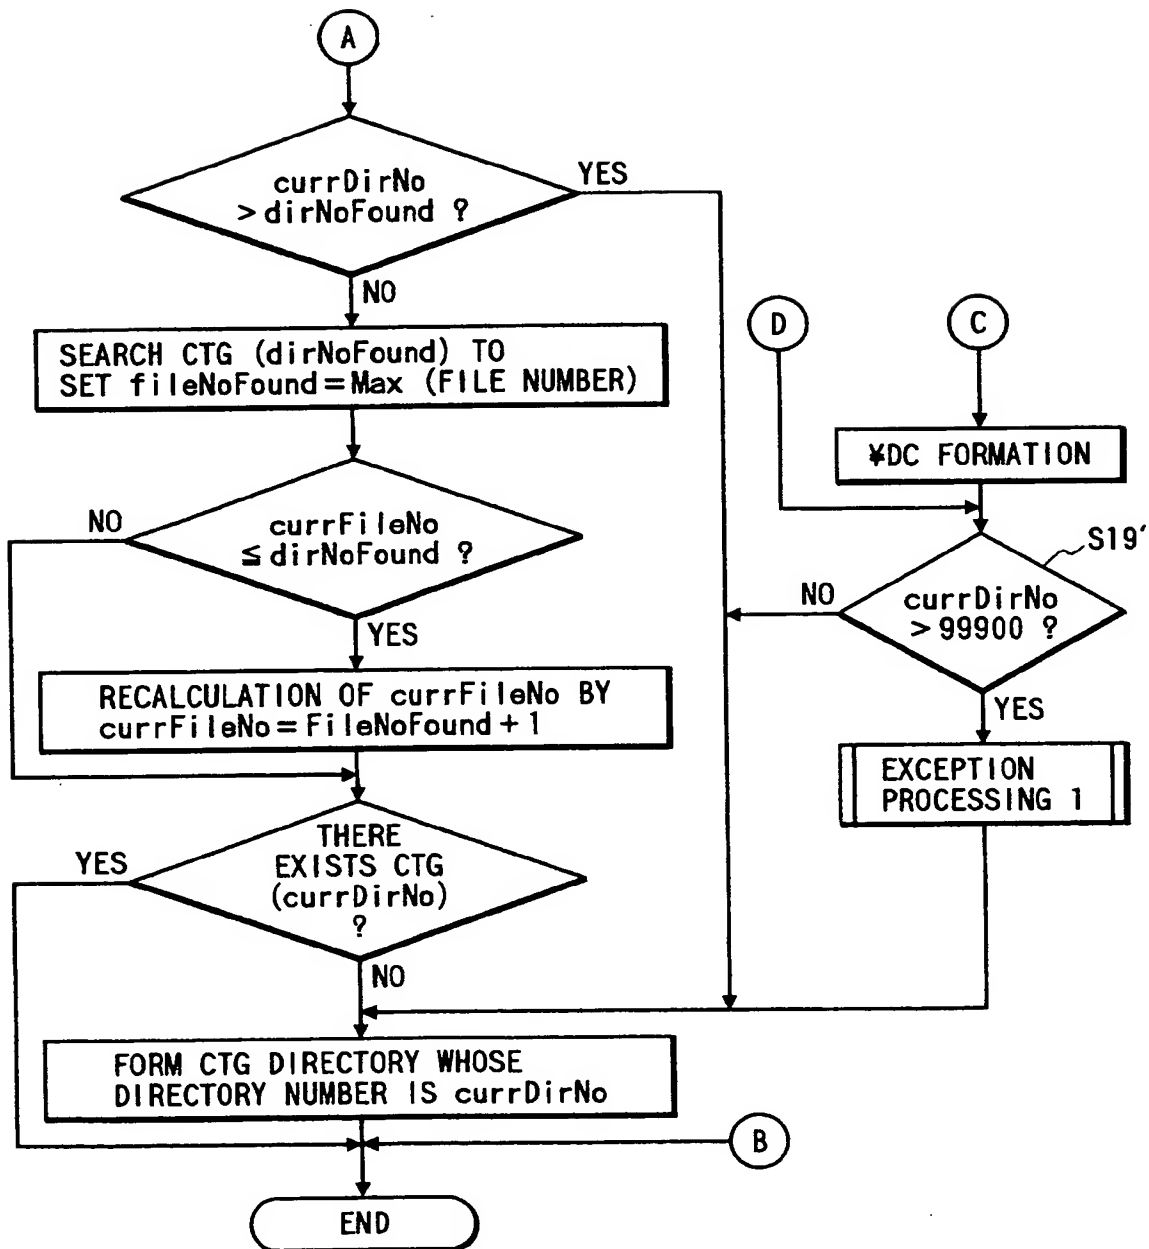 A
currDirNo
> dirNoFound ?
YES
NO
SEARCH CTG (dirNoFound) TO
SET fileNoFound=Max (FILE NUMBER)
currFileNo
≦ dirNoFound ?
NO
YES
RECALCULATION OF currFileNo BY
currFileNo=FileNoFound+1
THERE
EXISTS CTG
(currDirNo)
?
YES
NO
FORM CTG DIRECTORY WHOSE
DIRECTORY NUMBER IS currDirNo
END
D
C
¥DC FORMATION
S19′
currDirNo
> 99900 ?
NO
YES
EXCEPTION
PROCESSING 1
B